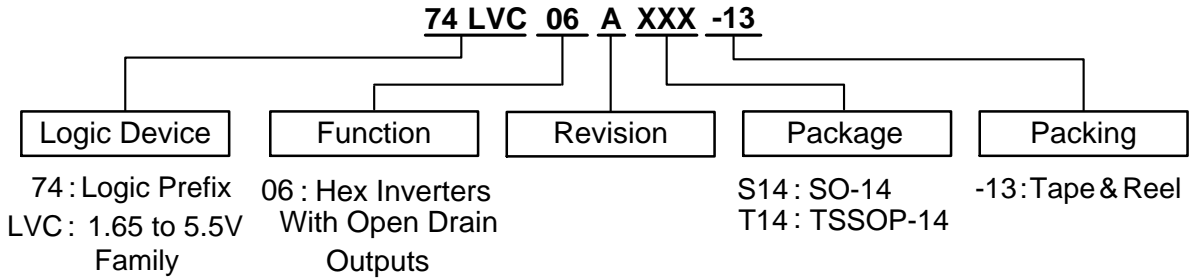 74 LVC 06 A XXX -13
Logic Device
Function
Revision
Package
Packing
74 : Logic Prefix
LVC : 1.65 to 5.5V
Family
06 : Hex Inverters
With Open Drain
Outputs
S14 : SO-14
T14 : TSSOP-14
-13 : Tape & Reel